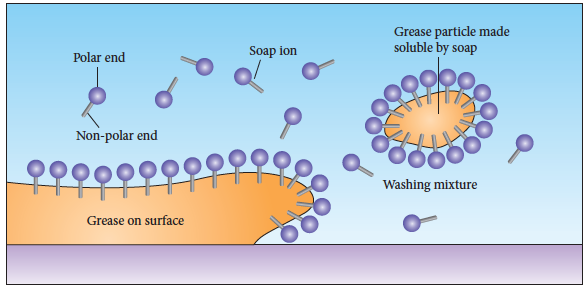 Polar end
Soap ion
Grease particle made
soluble by soap
Non-polar end
Washing mixture
Grease on surface